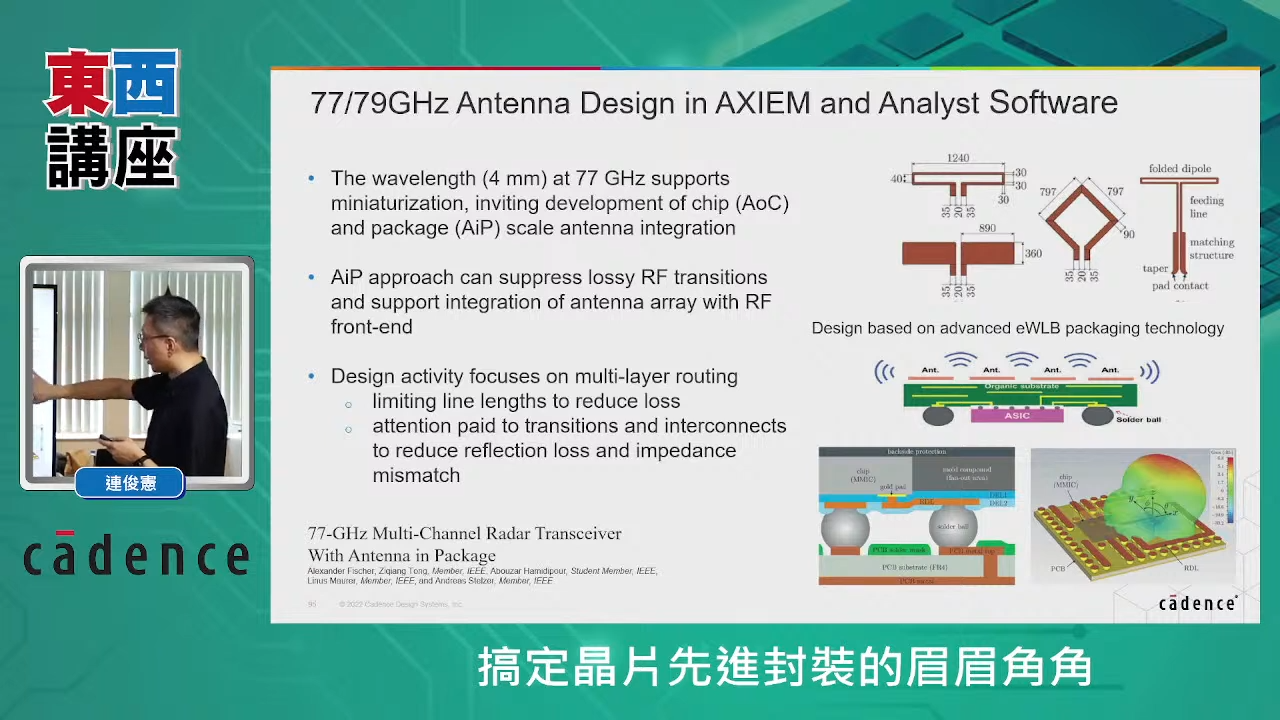 東西
講座
連俊憲
cādence
77/79GHz Antenna Design in AXIEM and Analyst Software
• The wavelength (4 mm) at 77 GHz supports
miniaturization, inviting development of chip (AoC)
and package (AiP) scale antenna integration
• AiP approach can suppress lossy RF transitions
and support integration of antenna array with RF
front-end
• Design activity focuses on multi-layer routing
○ limiting line lengths to reduce loss
○ attention paid to transitions and interconnects
to reduce reflection loss and impedance
mismatch
77-GHz Multi-Channel Radar Transceiver
With Antenna in Package
Alexander Fischer, Ziqiang Tong, Member, IEEE, Abouzar Hamidipour, Student Member, IEEE,
Linus Maurer, Member, IEEE, and Andreas Stelzer, Member, IEEE
95 © 2022 Cadence Design Systems, Inc.
1240
40
30
30
30
35
20
35
890
360
35
20
35
797
797
90
35
35
folded dipole
feeding
line
matching
structure
taper
pad contact
Design based on advanced eWLB packaging technology
Ant.
Ant.
Ant.
Ant.
Organic substrate
ASIC
Solder ball
backside protection
chip
(MMIC)
mold compound
(fan-out area)
gold pad
RDL
DRL1
DRL2
solder ball
PCB solder mask
PCB metal top
PCB substrate (FR4)
PCB metal
chip
(MMIC)
PCB
RDL
cādence
搞定晶片先進封裝的眉眉角角